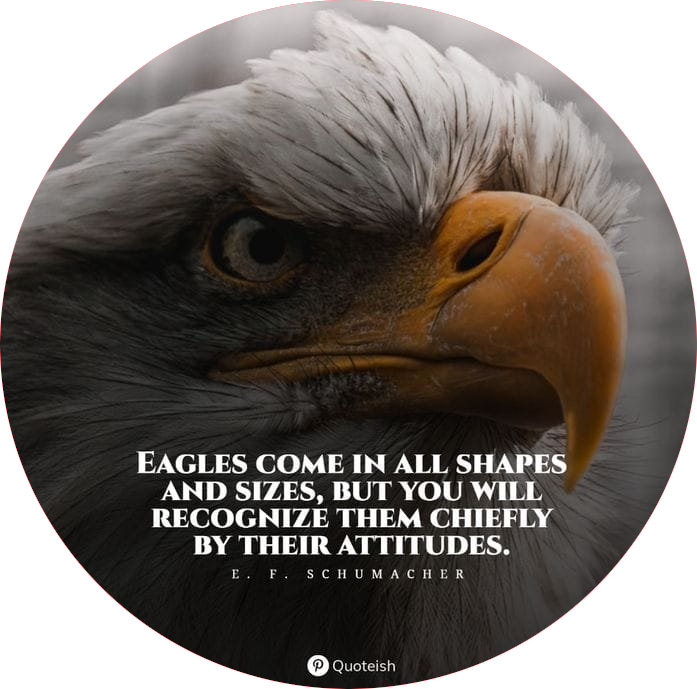 Eagles come in all shapes
and sizes, but you will
recognize them chiefly
by their attitudes.
E. F. SCHUMACHER
Quoteish